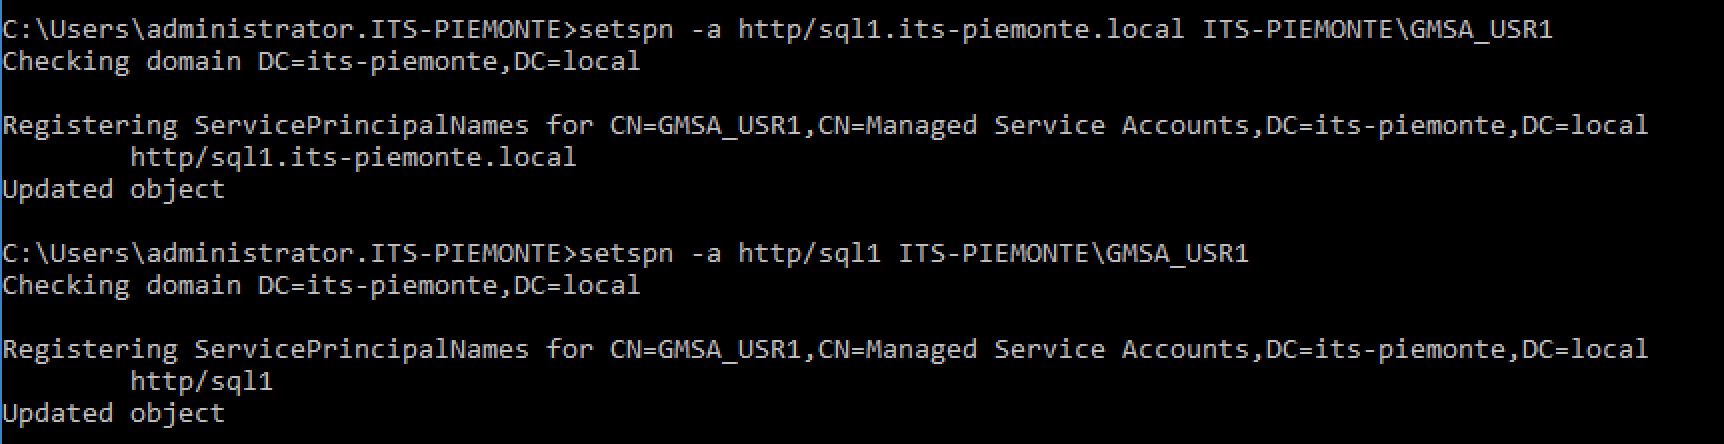 C:\Users\administrator.ITS-PIEMONTE>setspn -a http/sql1.its-piemonte.local ITS-PIEMONTE\GMSA_USR1
Checking domain DC=its-piemonte,DC=local
Registering ServicePrincipalNames for CN=GMSA_USR1,CN=Managed Service Accounts,DC=its-piemonte,DC=local
http/sql1.its-piemonte.local
Updated object
C:\Users\administrator.ITS-PIEMONTE>setspn -a http/sql1 ITS-PIEMONTE\GMSA_USR1
Checking domain DC=its-piemonte,DC=local
Registering ServicePrincipalNames for CN=GMSA_USR1,CN=Managed Service Accounts,DC=its-piemonte,DC=local
http/sql1
Updated object